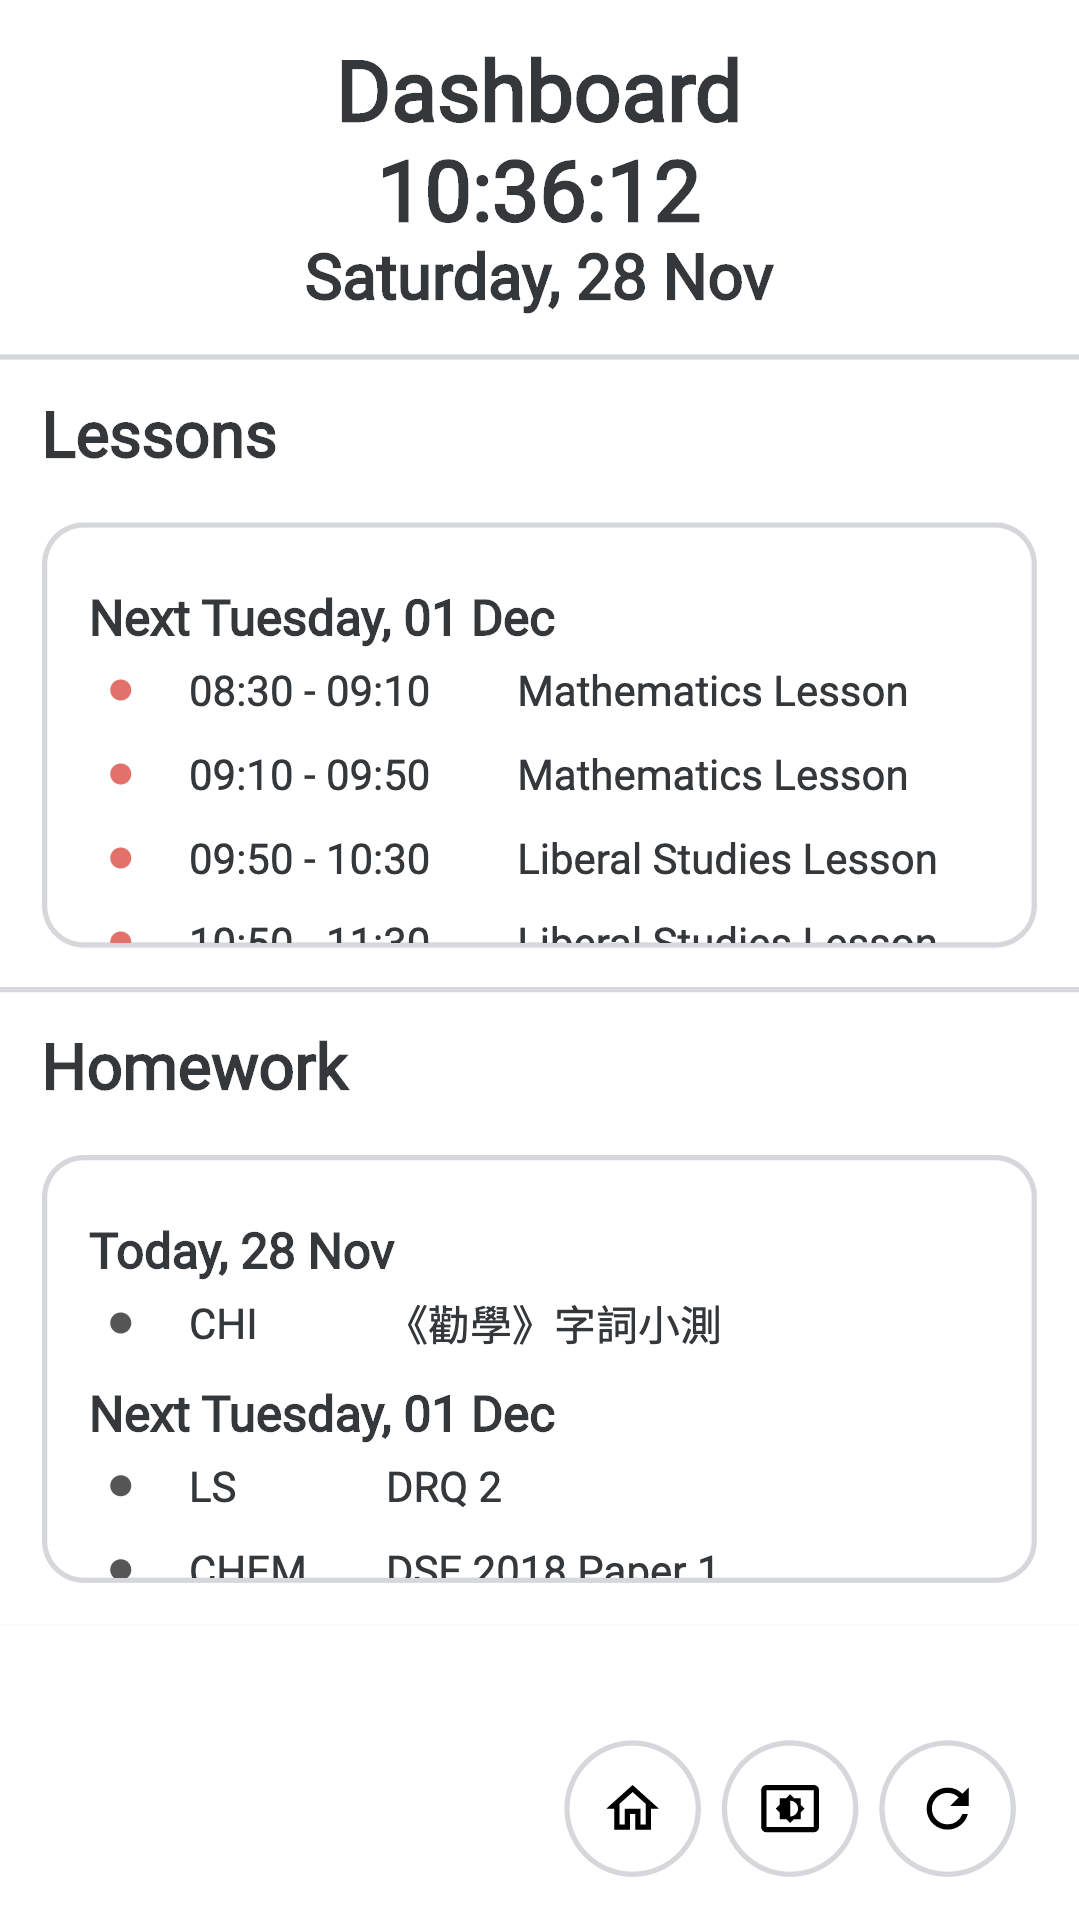 Dashboard
10:36:12
Saturday, 28 Nov
Lessons
Next Tuesday, 01 Dec
08:30 - 09:10 Mathematics Lesson
09:10 - 09:50 Mathematics Lesson
09:50 - 10:30 Liberal Studies Lesson
10:50 - 11:30 Liberal Studies Lesson
Homework
Today, 28 Nov
CHI 《勸學》字詞小測
Next Tuesday, 01 Dec
LS DRQ 2
CHEM DSE 2018 Paper 1